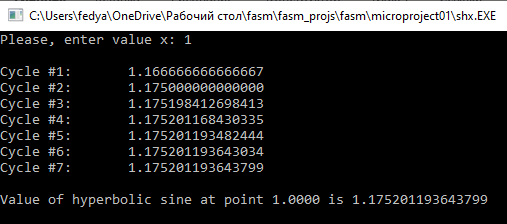 C:\Users\fedya\OneDrive\Рабочий стол\fasm\fasm_projs\fasm\microproject01\shx.EXE
Please, enter value x: 1
Cycle #1: 1.166666666666667
Cycle #2: 1.175000000000000
Cycle #3: 1.175198412698413
Cycle #4: 1.175201168430335
Cycle #5: 1.175201193482444
Cycle #6: 1.175201193643034
Cycle #7: 1.175201193643799
Value of hyperbolic sine at point 1.0000 is 1.175201193643799